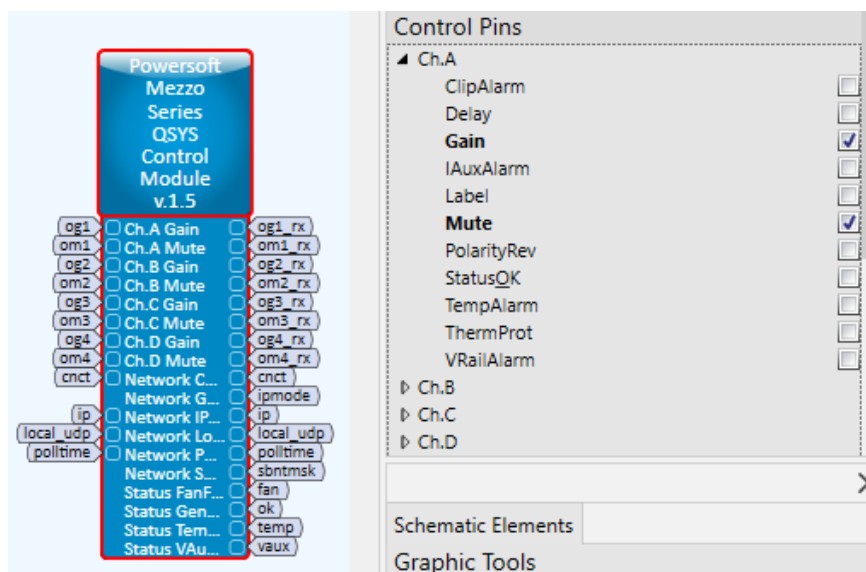 Powersoft
Mezzo
Series
QSYS
Control
Module
v.1.5
og1 Ch.A Gain og1_rx
om1 Ch.A Mute om1_rx
og2 Ch.B Gain og2_rx
om2 Ch.B Mute om2_rx
og3 Ch.C Gain og3_rx
om3 Ch.C Mute om3_rx
og4 Ch.D Gain og4_rx
om4 Ch.D Mute om4_rx
cnct Network C... cnct
Network G... ipmode
ip Network IP... ip
local_udp Network Lo... local_udp
polltime Network P... polltime
Network S... sbntmsk
Status FanF... fan
Status Gen... ok
Status Tem... temp
Status VAu... vaux
Control Pins
Ch.A
ClipAlarm
Delay
Gain
IAuxAlarm
Label
Mute
PolarityRev
StatusOK
TempAlarm
ThermProt
VRailAlarm
Ch.B
Ch.C
Ch.D
Schematic Elements
Graphic Tools